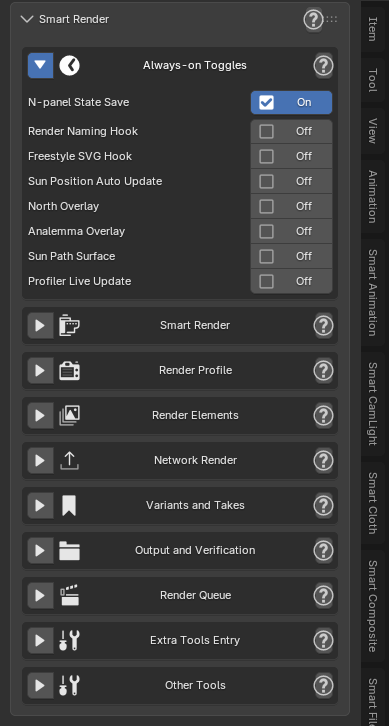 Smart Render
Always-on Toggles
N-panel State Save On
Render Naming Hook Off
Freestyle SVG Hook Off
Sun Position Auto Update Off
North Overlay Off
Analemma Overlay Off
Sun Path Surface Off
Profiler Live Update Off
Smart Render
Render Profile
Render Elements
Network Render
Variants and Takes
Output and Verification
Render Queue
Extra Tools Entry
Other Tools
Item
Tool
View
Animation
Smart Animation
Smart CamLight
Smart Cloth
Smart Composite
Smart